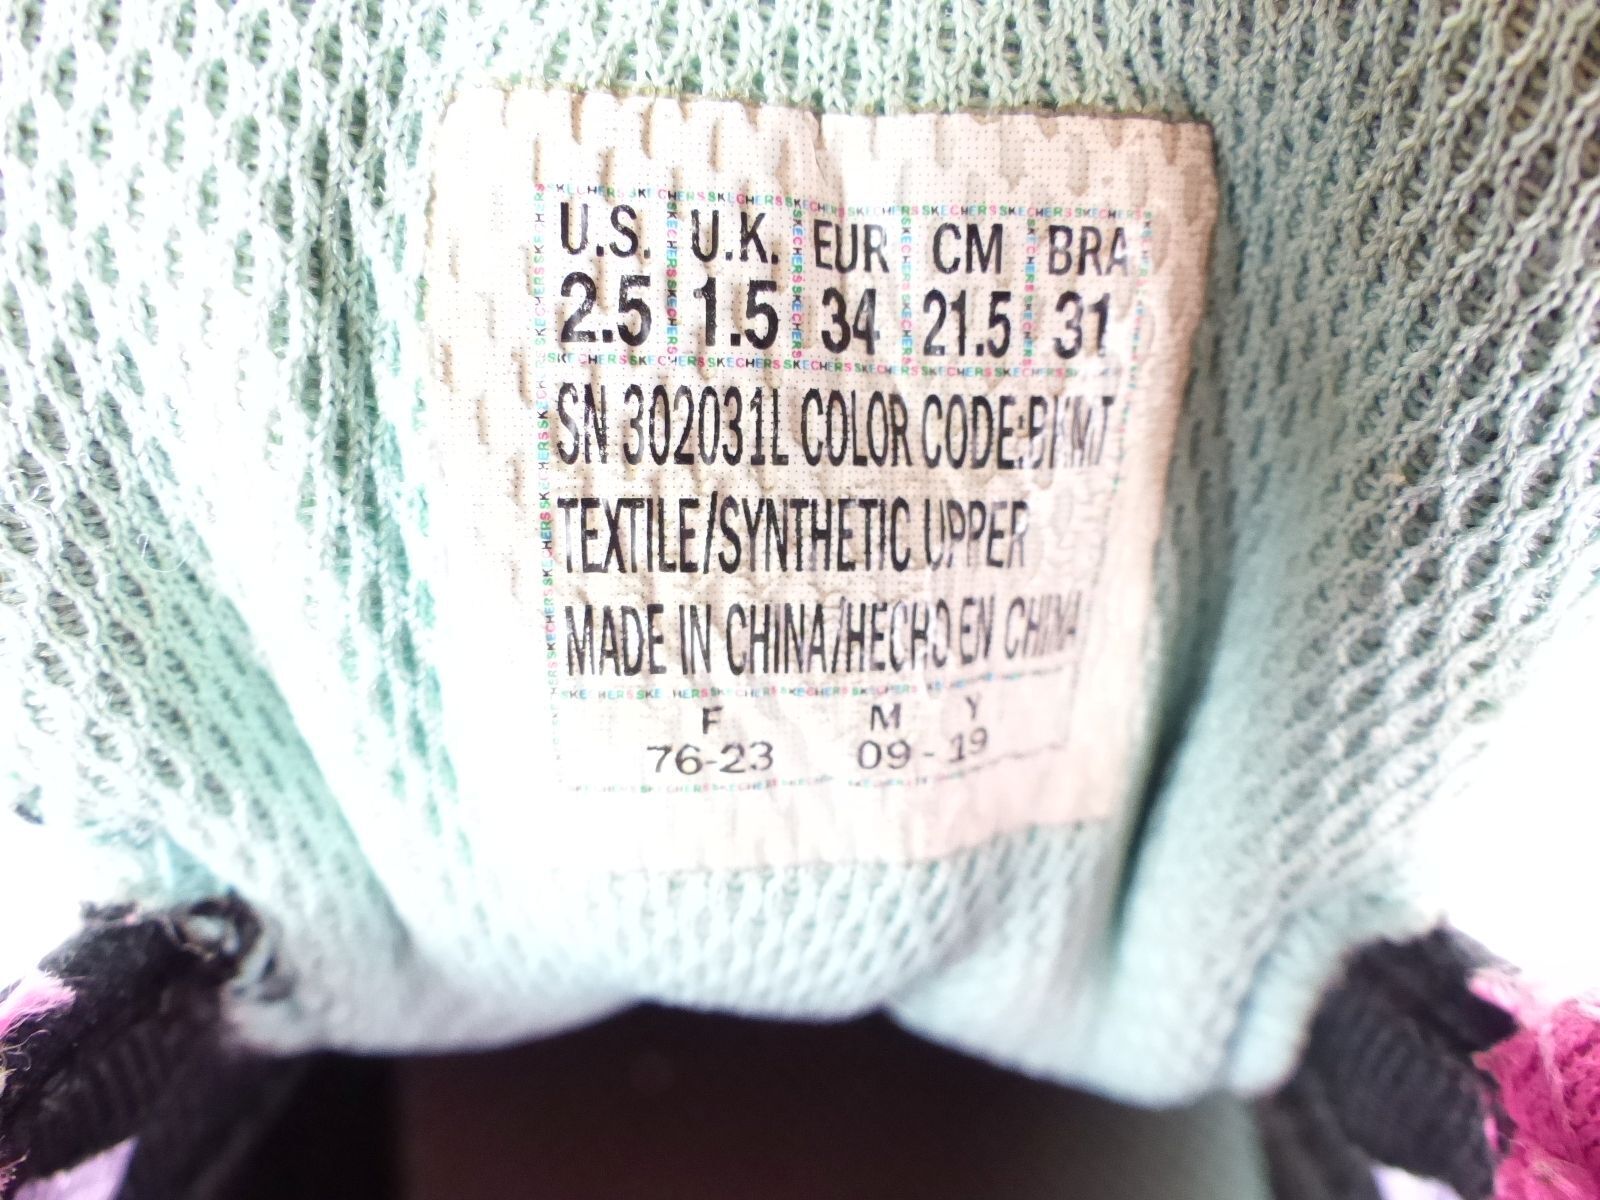 U.S. U.K. EUR CM BRA
2.5 1.5 34 21.5 31
SN 302031L COLOR CODE:BKMT
TEXTILE/SYNTHETIC UPPER
MADE IN CHINA/HECHO EN CHINA
F M Y
76-23 09 - 19